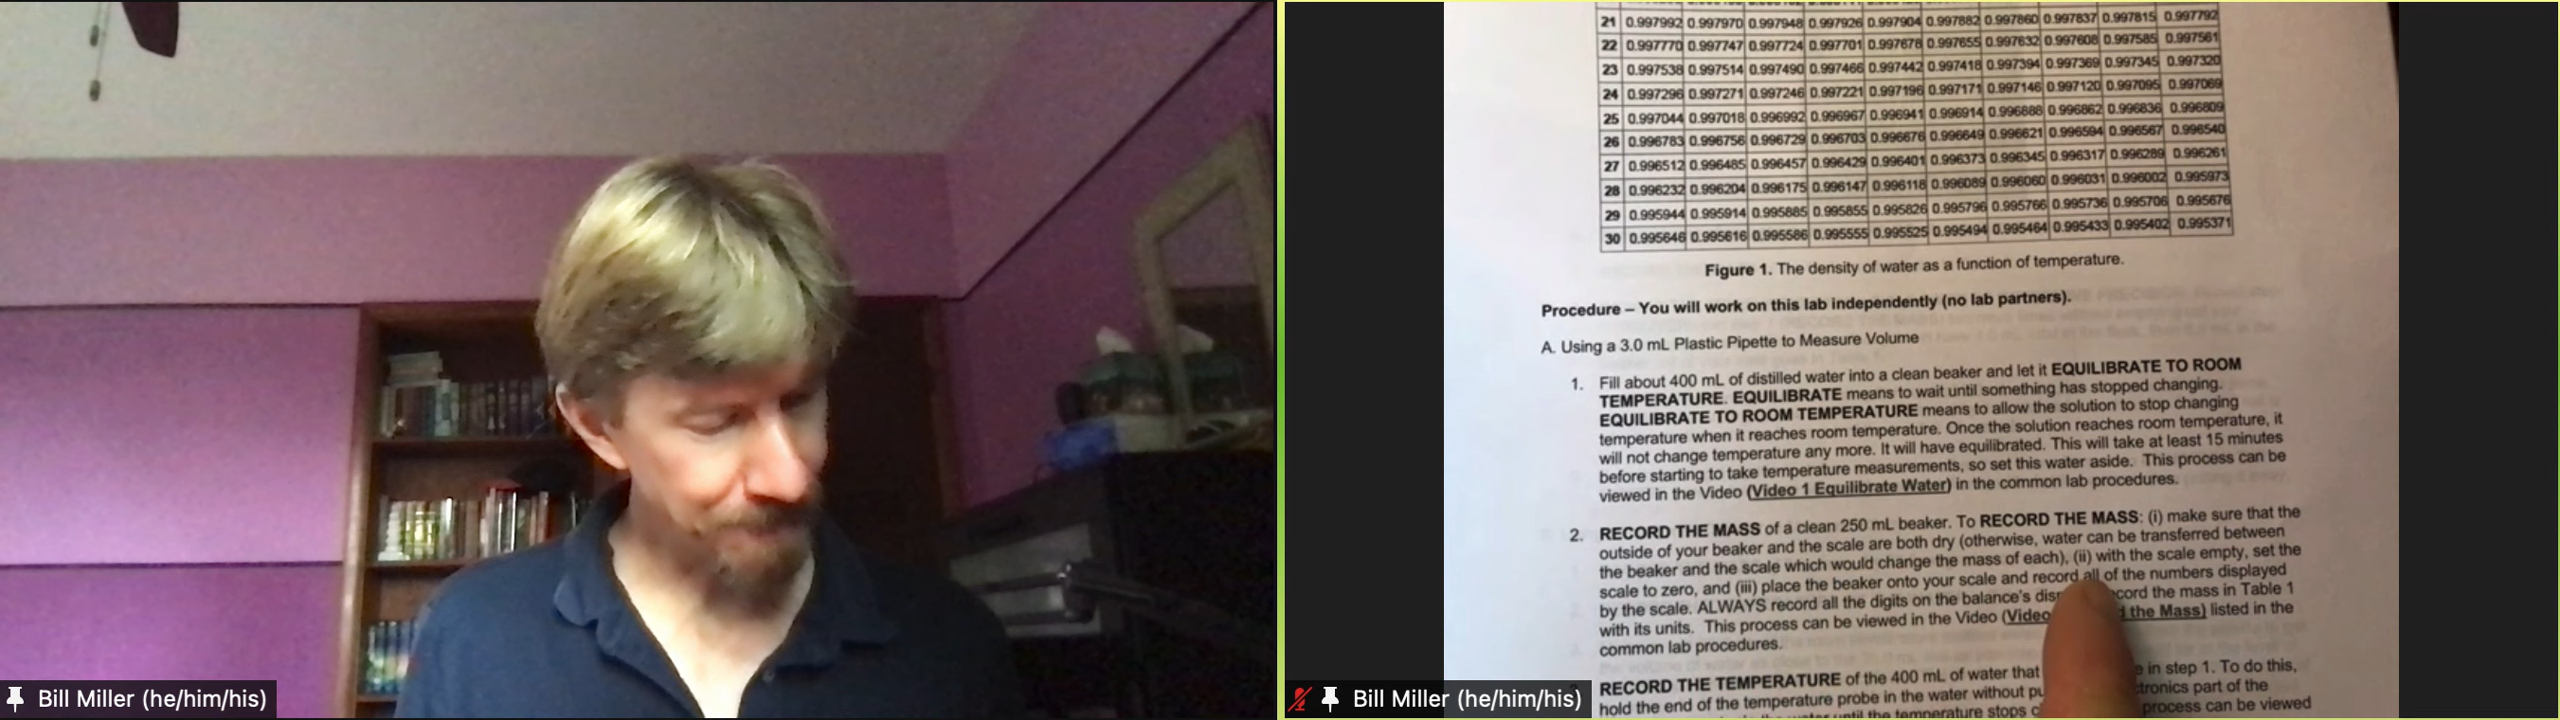 21 0.997992 0.997970 0.997948 0.997926 0.997904 0.997882 0.997860 0.997837 0.997815 0.997792
22 0.997770 0.997747 0.997724 0.997701 0.997678 0.997655 0.997632 0.997608 0.997585 0.997561
23 0.997538 0.997514 0.997490 0.997466 0.997442 0.997418 0.997394 0.997369 0.997345 0.997320
24 0.997296 0.997271 0.997246 0.997221 0.997196 0.997171 0.997146 0.997120 0.997095 0.997069
25 0.997044 0.997018 0.996992 0.996967 0.996941 0.996914 0.996888 0.996862 0.996836 0.996809
26 0.996783 0.996756 0.996729 0.996703 0.996676 0.996649 0.996621 0.996594 0.996567 0.996540
27 0.996512 0.996485 0.996457 0.996429 0.996401 0.996373 0.996345 0.996317 0.996289 0.996261
28 0.996232 0.996204 0.996175 0.996147 0.996118 0.996089 0.996060 0.996031 0.996002 0.995973
29 0.995944 0.995914 0.995885 0.995855 0.995826 0.995796 0.995766 0.995736 0.995706 0.995676
30 0.995646 0.995616 0.995586 0.995555 0.995525 0.995494 0.995464 0.995433 0.995402 0.995371
Figure 1. The density of water as a function of temperature.
Procedure – You will work on this lab independently (no lab partners).
A. Using a 3.0 mL Plastic Pipette to Measure Volume
1. Fill about 400 mL of distilled water into a clean beaker and let it EQUILIBRATE TO ROOM
TEMPERATURE. EQUILIBRATE means to wait until something has stopped changing.
EQUILIBRATE TO ROOM TEMPERATURE means to allow the solution to stop changing
temperature when it reaches room temperature. Once the solution reaches room temperature, it
will not change temperature any more. It will have equilibrated. This will take at least 15 minutes
before starting to take temperature measurements, so set this water aside. This process can be
viewed in the Video (Video 1 Equilibrate Water) in the common lab procedures.
2. RECORD THE MASS of a clean 250 mL beaker. To RECORD THE MASS: (i) make sure that the
outside of your beaker and the scale are both dry (otherwise, water can be transferred between
the beaker and the scale which would change the mass of each), (ii) with the scale empty, set the
scale to zero, and (iii) place the beaker onto your scale and record all of the numbers displayed
by the scale. ALWAYS record all the digits on the balance's the mass in Table 1
with its units. This process can be viewed in the Video (Video the Mass) listed in the
common lab procedures.
RECORD THE TEMPERATURE of the 400 mL of water that in step 1. To do this,
hold the end of the temperature probe in the water without part of the
until the temperature stops process can be viewed
Bill Miller (he/him/his)
Bill Miller (he/him/his)